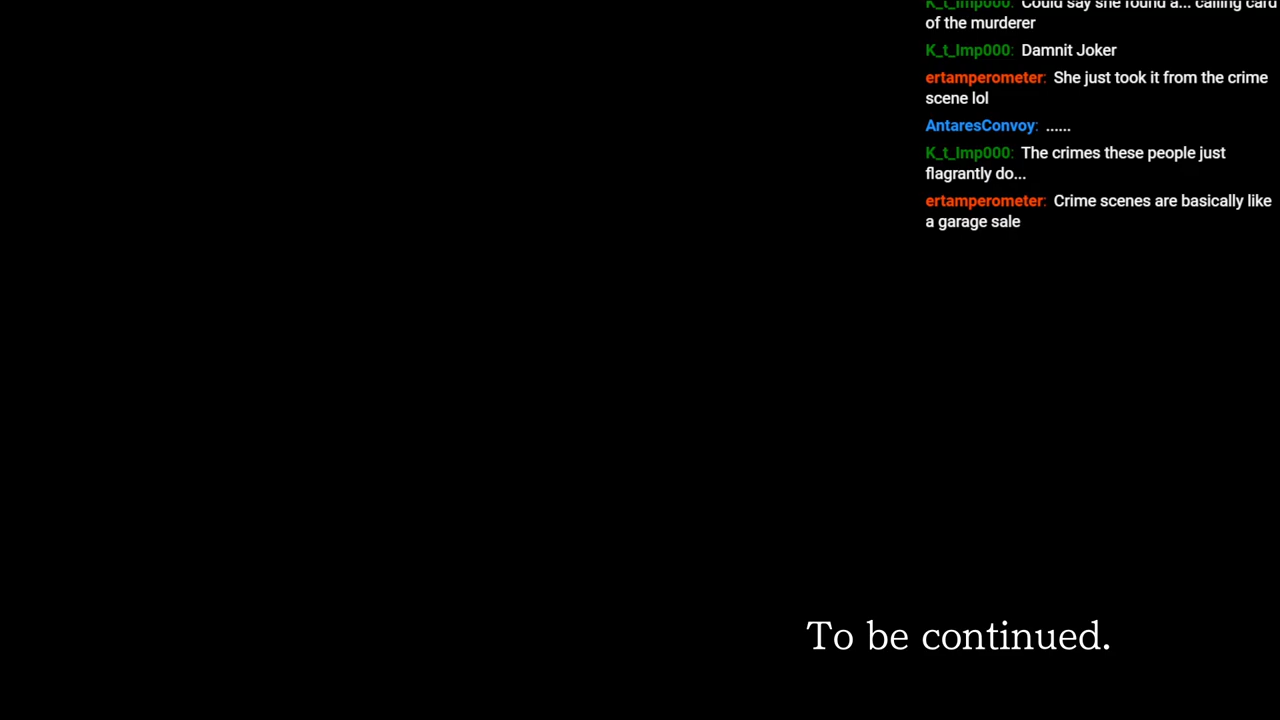 K_t_Imp000: Could say she found a... calling card
of the murderer
K_t_Imp000: Damnit Joker
ertamperometer: She just took it from the crime
scene lol
AntaresConvoy: ......
K_t_Imp000: The crimes these people just
flagrantly do...
ertamperometer: Crime scenes are basically like
a garage sale
To be continued.